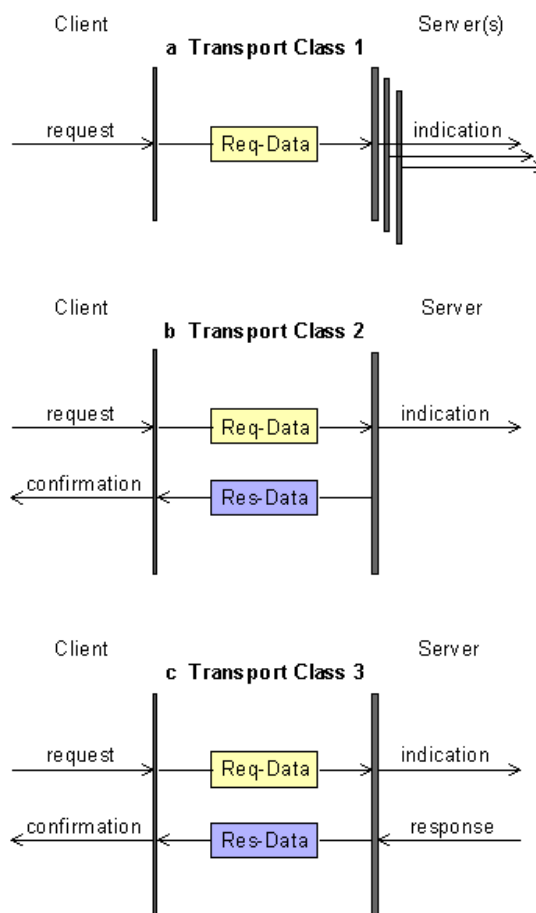 Client Server(s)
a Transport Class 1
request Req-Data indication
Client Server
b Transport Class 2
request Req-Data indication
confirmation Res-Data
Client Server
c Transport Class 3
request Req-Data indication
confirmation Res-Data response